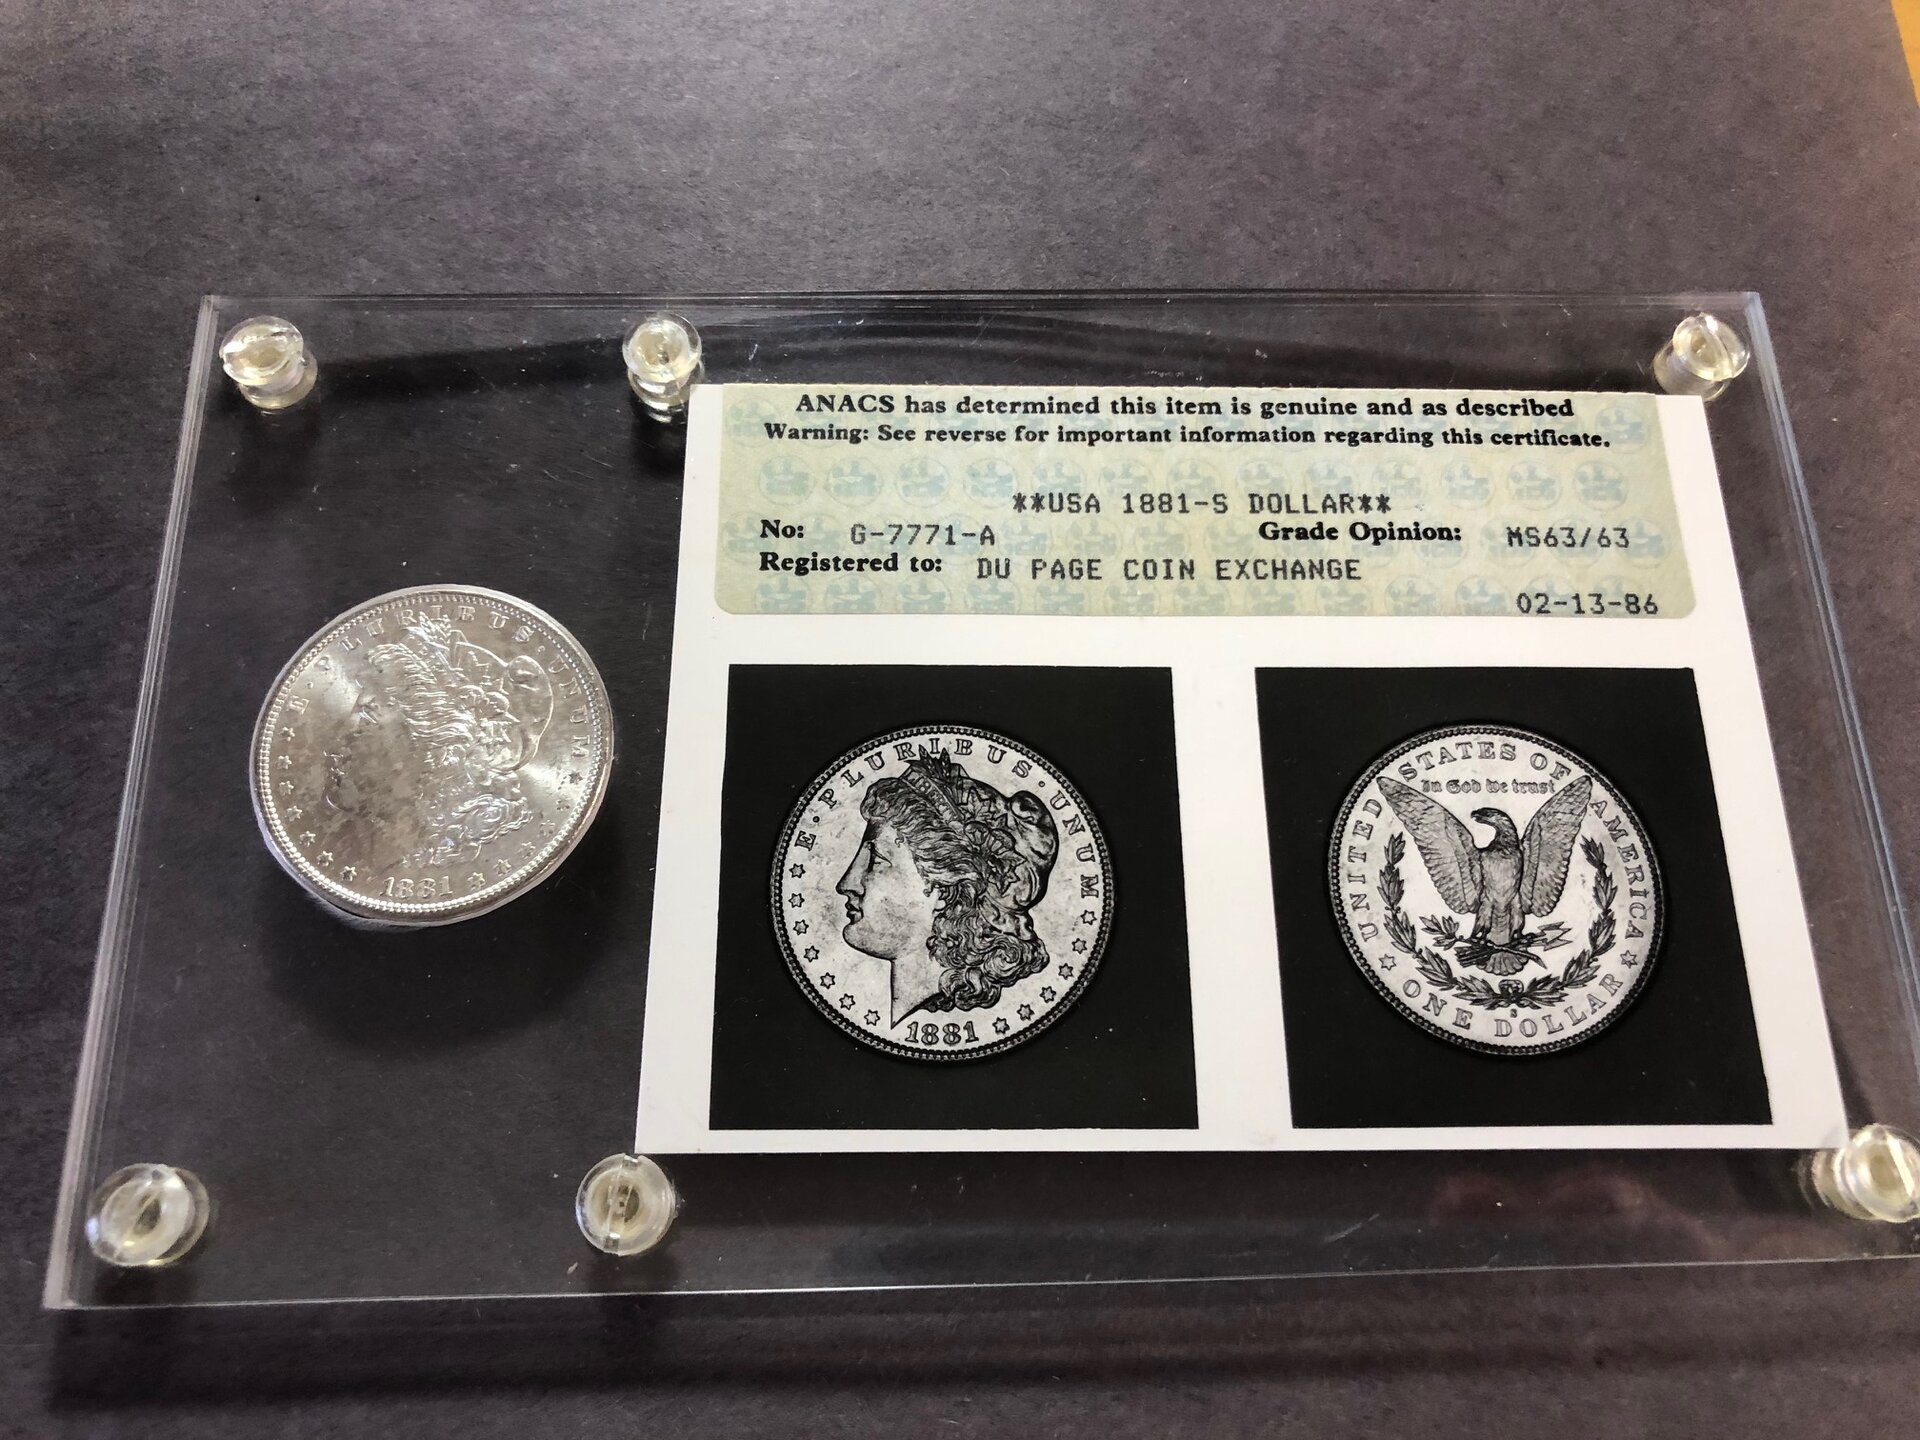 ANACS has determined this item is genuine and as described
Warning: See reverse for important information regarding this certificate.
**USA 1881-S DOLLAR**
No: G-7771-A Grade Opinion: MS63/63
Registered to: DU PAGE COIN EXCHANGE
02-13-86
E·PLURIBUS·UNUM
1881
E·PLURIBUS·UNUM
1881
UNITED STATES OF AMERICA
In God we trust
S
ONE DOLLAR